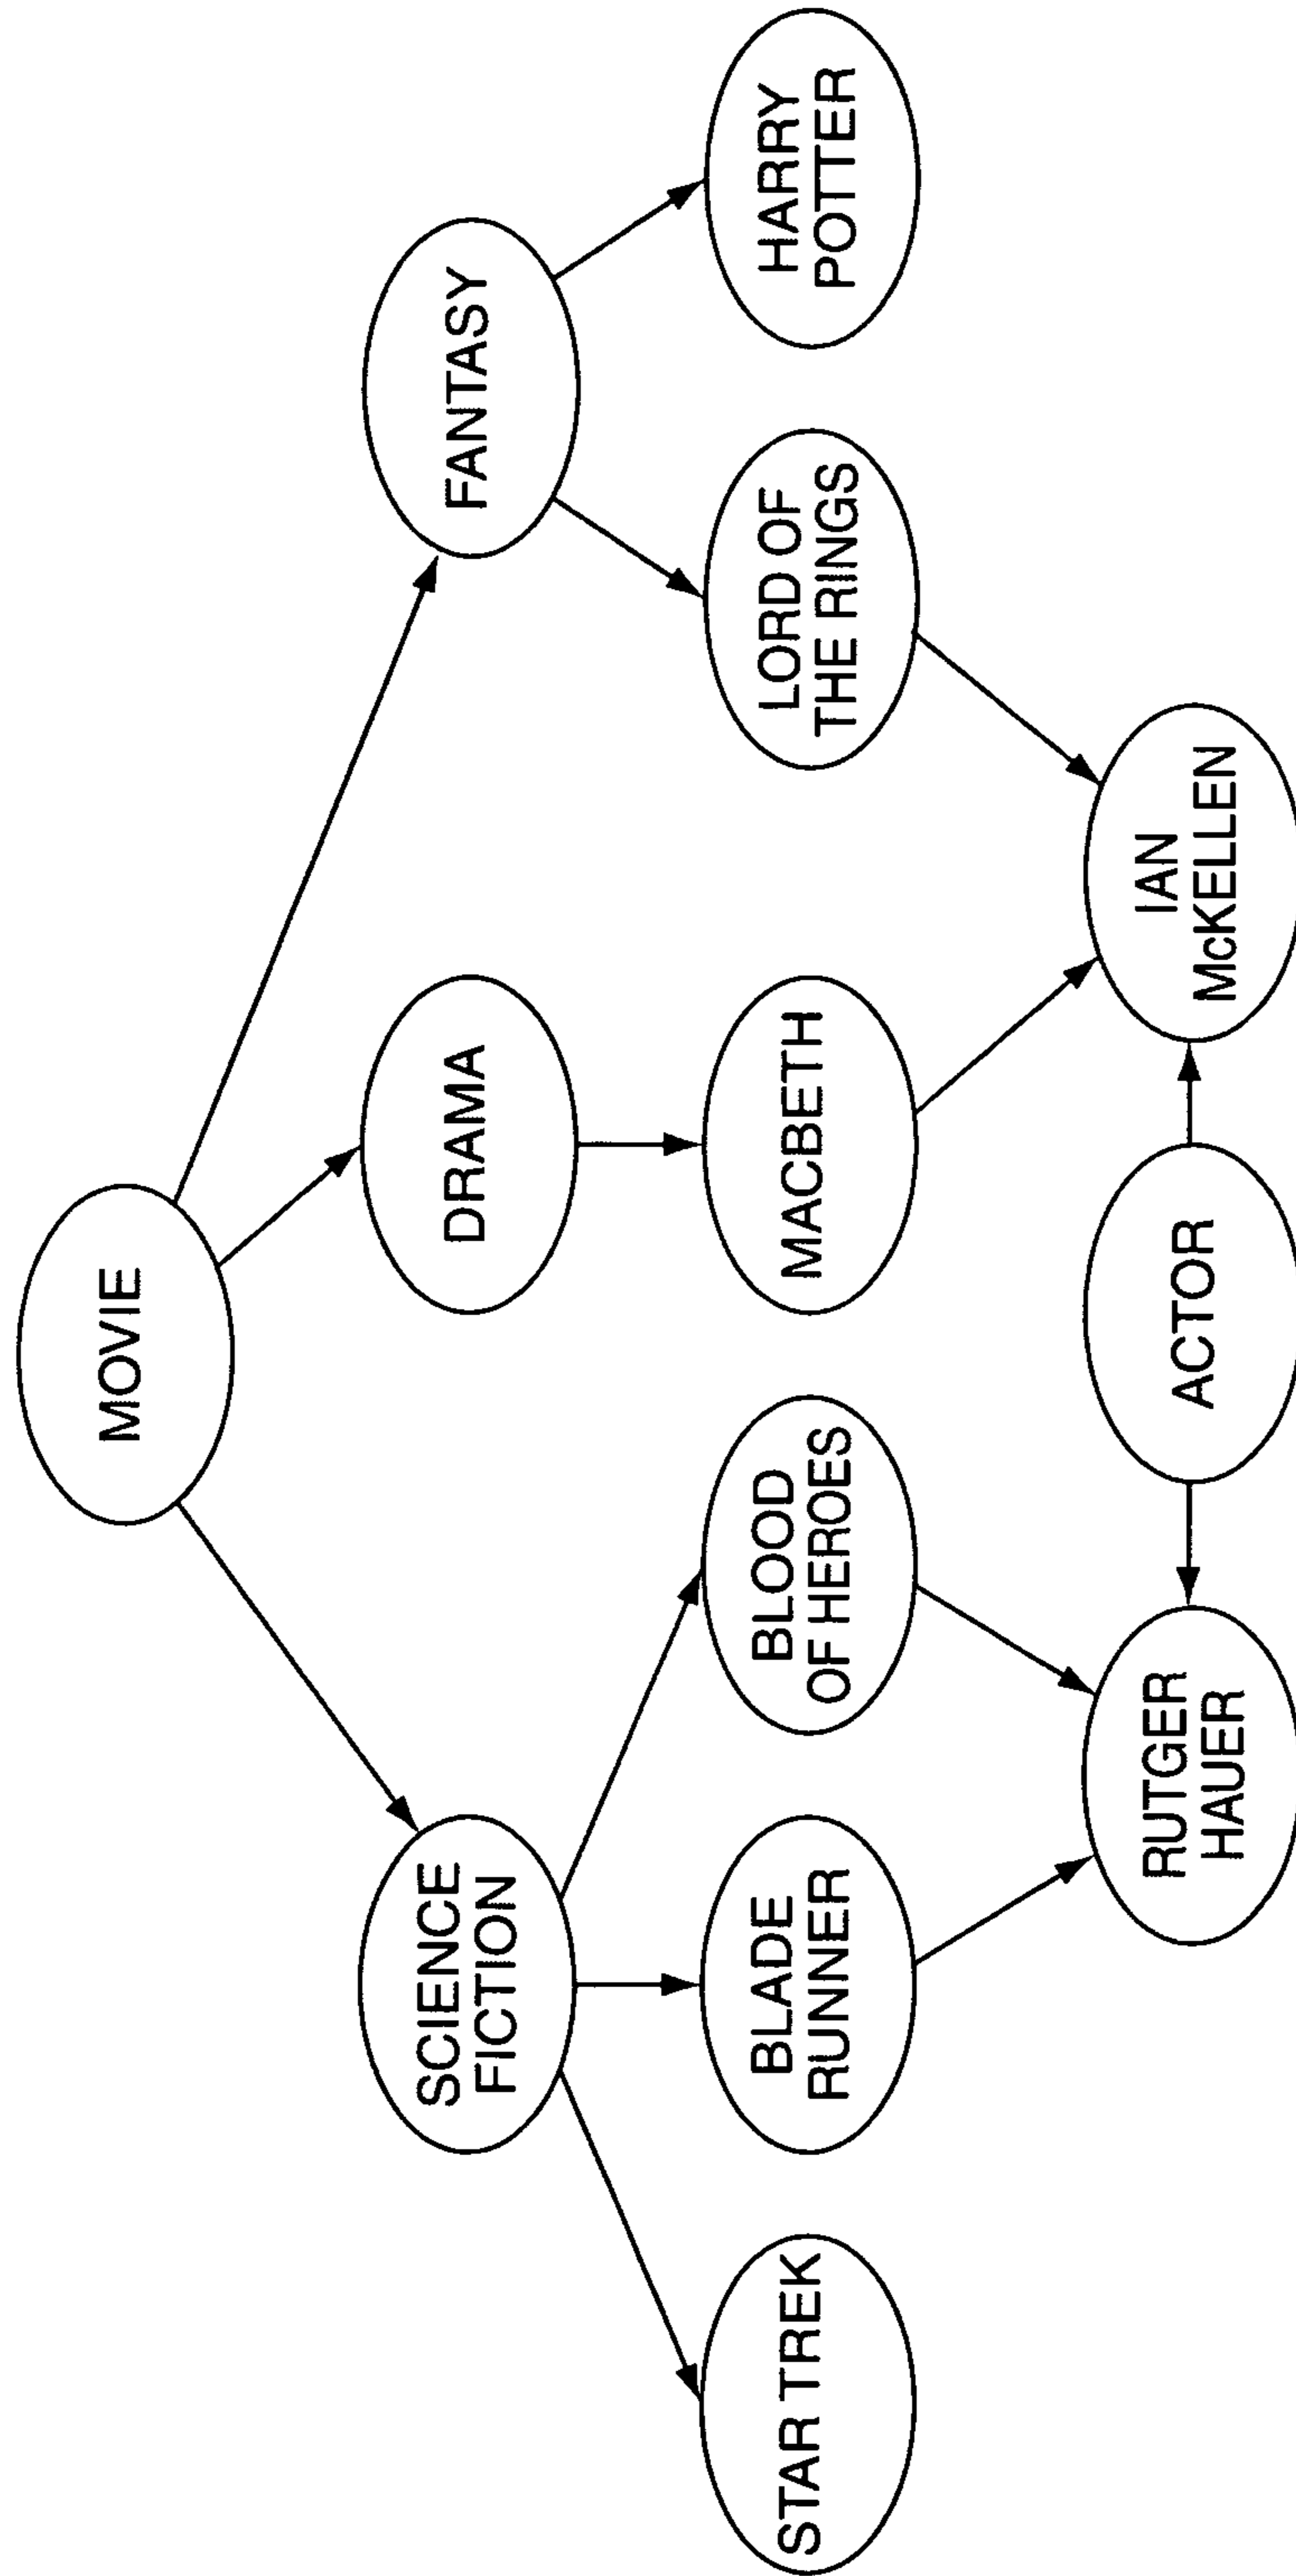 MOVIE
SCIENCE
FICTION
DRAMA
FANTASY
STAR TREK
BLADE
RUNNER
BLOOD
OF HEROES
MACBETH
LORD OF
THE RINGS
HARRY
POTTER
RUTGER
HAUER
ACTOR
IAN
McKELLEN